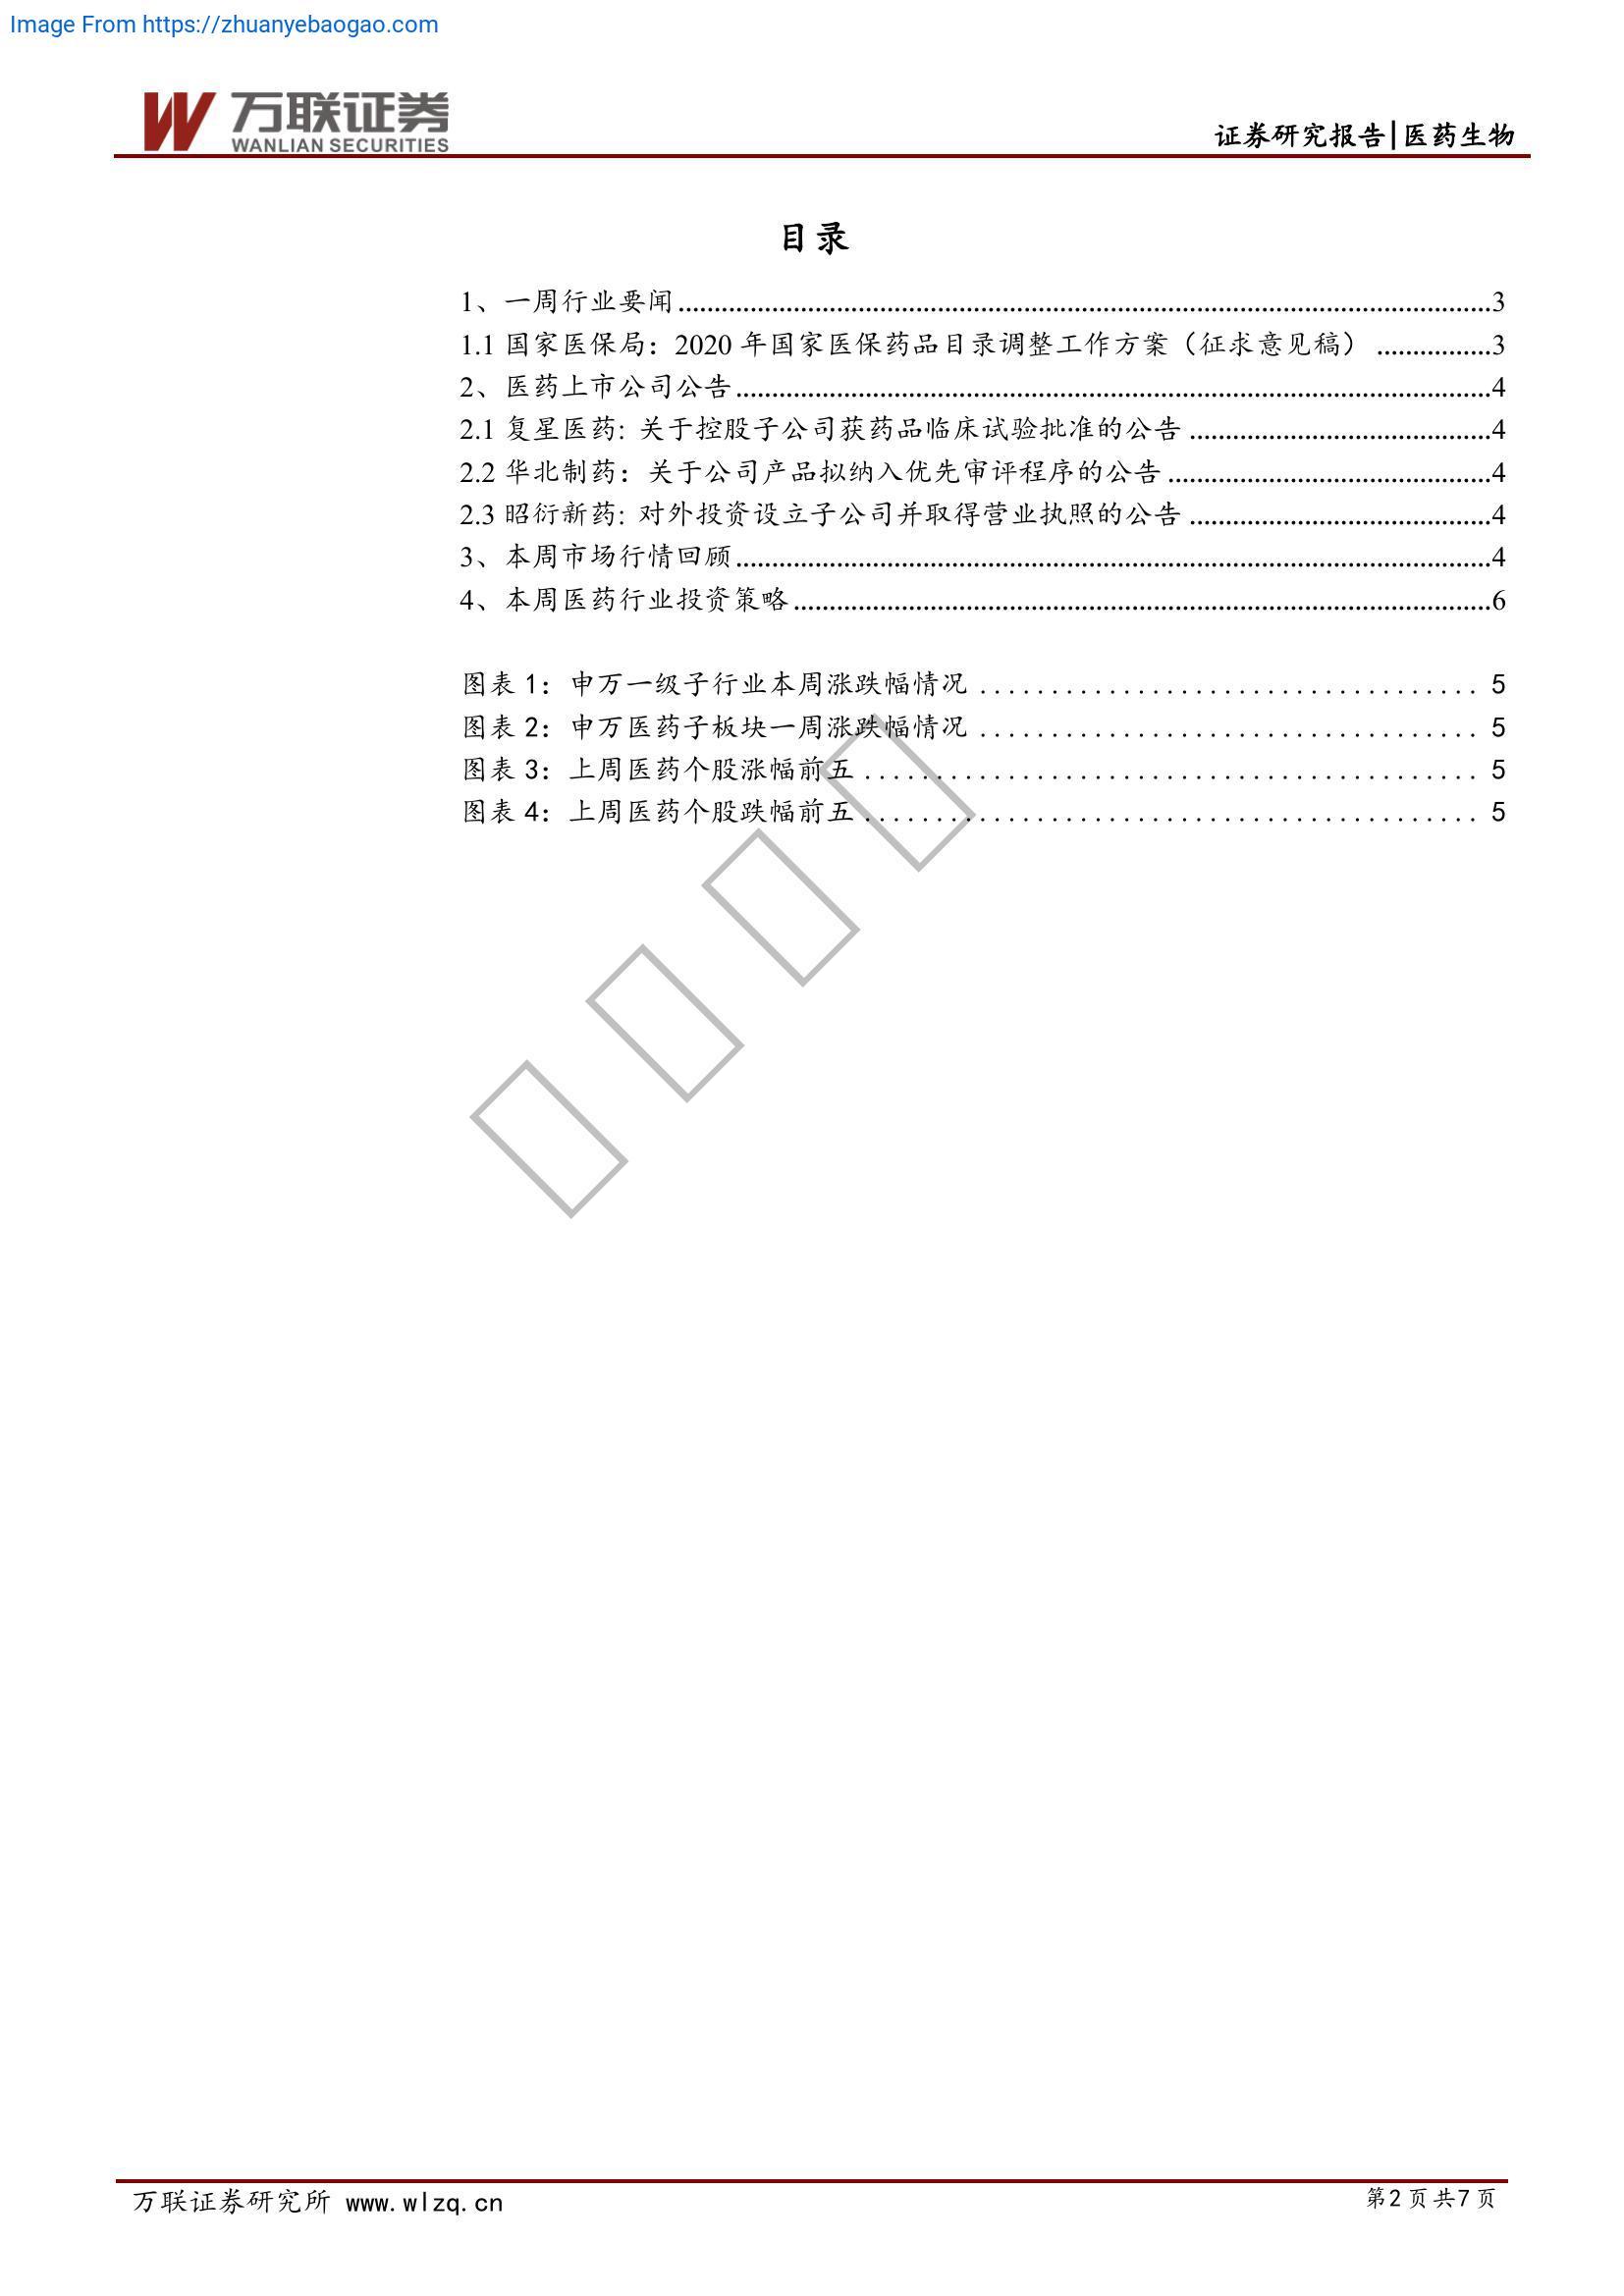 Image From https://zhuanyebaogao.com
万联证券
WANLIAN SECURITIES
证券研究报告|医药生物
目录
1、一周行业要闻................................................................3
1.1 国家医保局：2020 年国家医保药品目录调整工作方案（征求意见稿）................3
2、医药上市公司公告................................................................4
2.1 复星医药: 关于控股子公司获药品临床试验批准的公告................................4
2.2 华北制药：关于公司产品拟纳入优先审评程序的公告................................4
2.3 昭衍新药: 对外投资设立子公司并取得营业执照的公告................................4
3、本周市场行情回顾................................................................4
4、本周医药行业投资策略................................................................6
图表 1：申万一级子行业本周涨跌幅情况 ................................... 5
图表 2：申万医药子板块一周涨跌幅情况 ................................... 5
图表 3：上周医药个股涨幅前五 ........................................... 5
图表 4：上周医药个股跌幅前五 ........................................... 5
万联证券研究所 www.wlzq.cn
第2页共7页